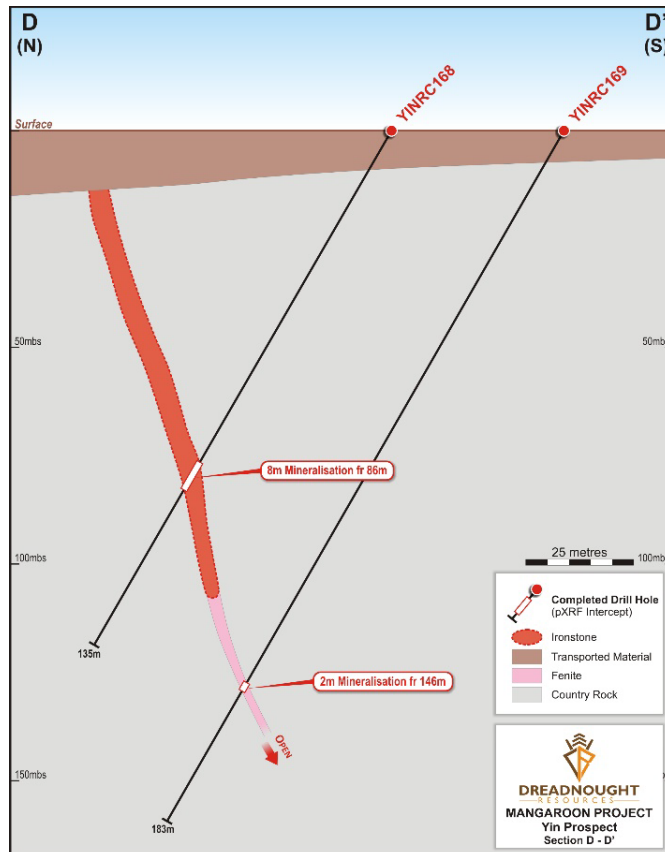 D
(N)
D'
(S)
YINRC168
YINRC169
Surface
50mbs
50mbs
8m Mineralisation fr 86m
100mbs
100mbs
25 metres
Completed Drill Hole
(pXRF Intercept)
Ironstone
Transported Material
Fenite
Country Rock
135m
2m Mineralisation fr 146m
OPEN
150mbs
183m
DREADNOUGHT
RESOURCES
MANGAROON PROJECT
Yin Prospect
Section D - D'